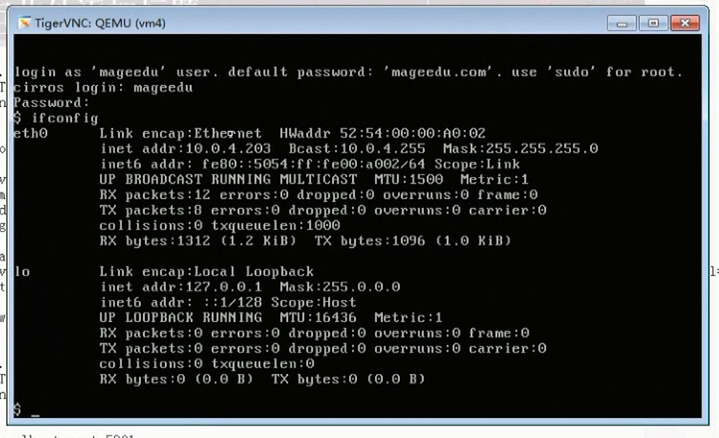 TigerVNC: QEMU (vm4)
login as 'mageedu' user. default password: 'mageedu.com'. use 'sudo' for root.
cirros login: mageedu
Password:
$ ifconfig
eth0 Link encap:Ethernet HWaddr 52:54:00:00:A0:02
inet addr:10.0.4.203 Bcast:10.0.4.255 Mask:255.255.255.0
inet6 addr: fe80::5054:ff:fe00:a002/64 Scope:Link
UP BROADCAST RUNNING MULTICAST MTU:1500 Metric:1
RX packets:12 errors:0 dropped:0 overruns:0 frame:0
TX packets:8 errors:0 dropped:0 overruns:0 carrier:0
collisions:0 txqueuelen:1000
RX bytes:1312 (1.2 KiB) TX bytes:1096 (1.0 KiB)
lo Link encap:Local Loopback
inet addr:127.0.0.1 Mask:255.0.0.0
inet6 addr: ::1/128 Scope:Host
UP LOOPBACK RUNNING MTU:16436 Metric:1
RX packets:0 errors:0 dropped:0 overruns:0 frame:0
TX packets:0 errors:0 dropped:0 overruns:0 carrier:0
collisions:0 txqueuelen:0
RX bytes:0 (0.0 B) TX bytes:0 (0.0 B)
$ _